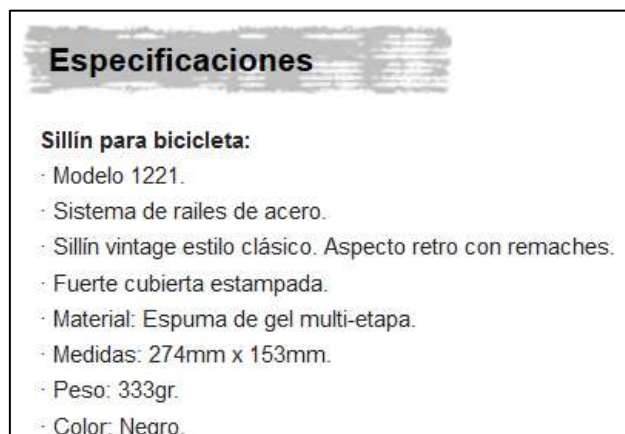 Especificaciones
Sillín para bicicleta:
· Modelo 1221.
· Sistema de railes de acero.
· Sillín vintage estilo clásico. Aspecto retro con remaches.
· Fuerte cubierta estampada.
· Material: Espuma de gel multi-etapa.
· Medidas: 274mm x 153mm.
· Peso: 333gr.
· Color: Negro.